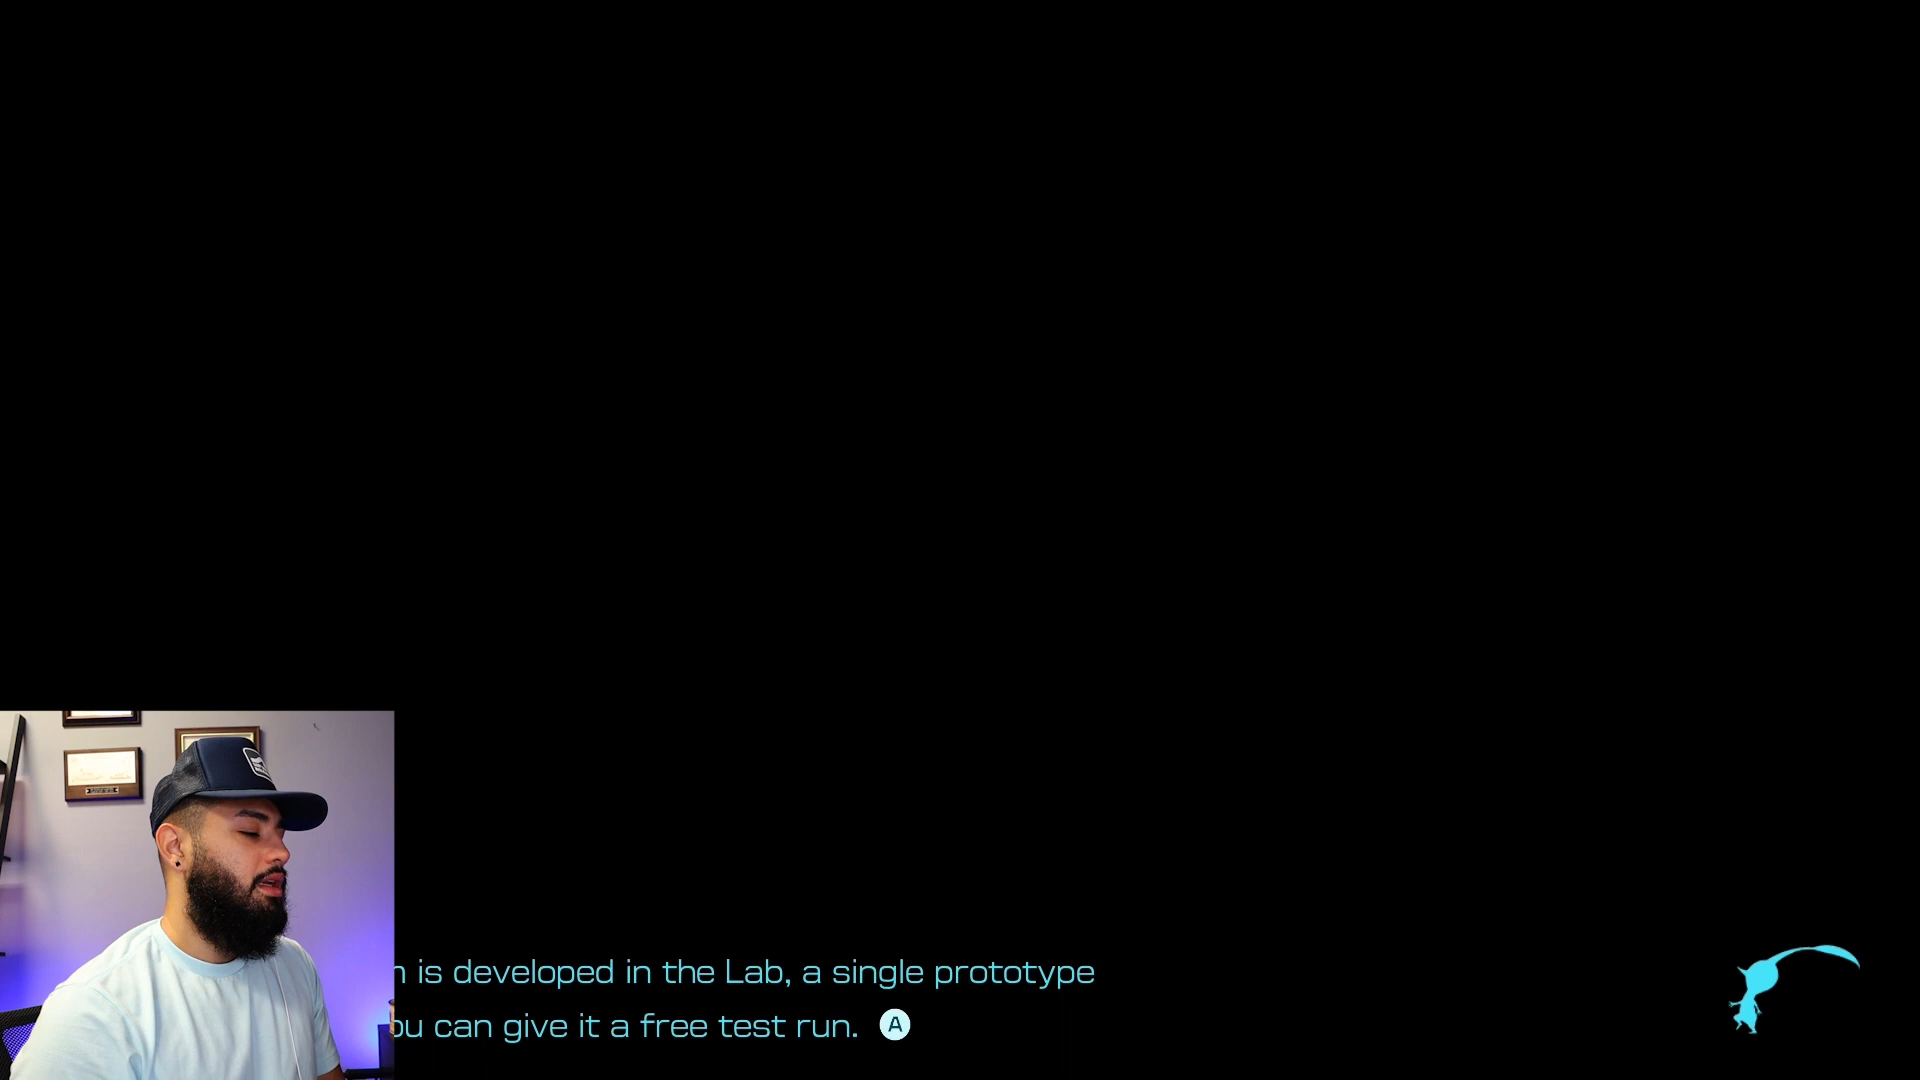 is developed in the Lab, a single prototype
can give it a free test run. A